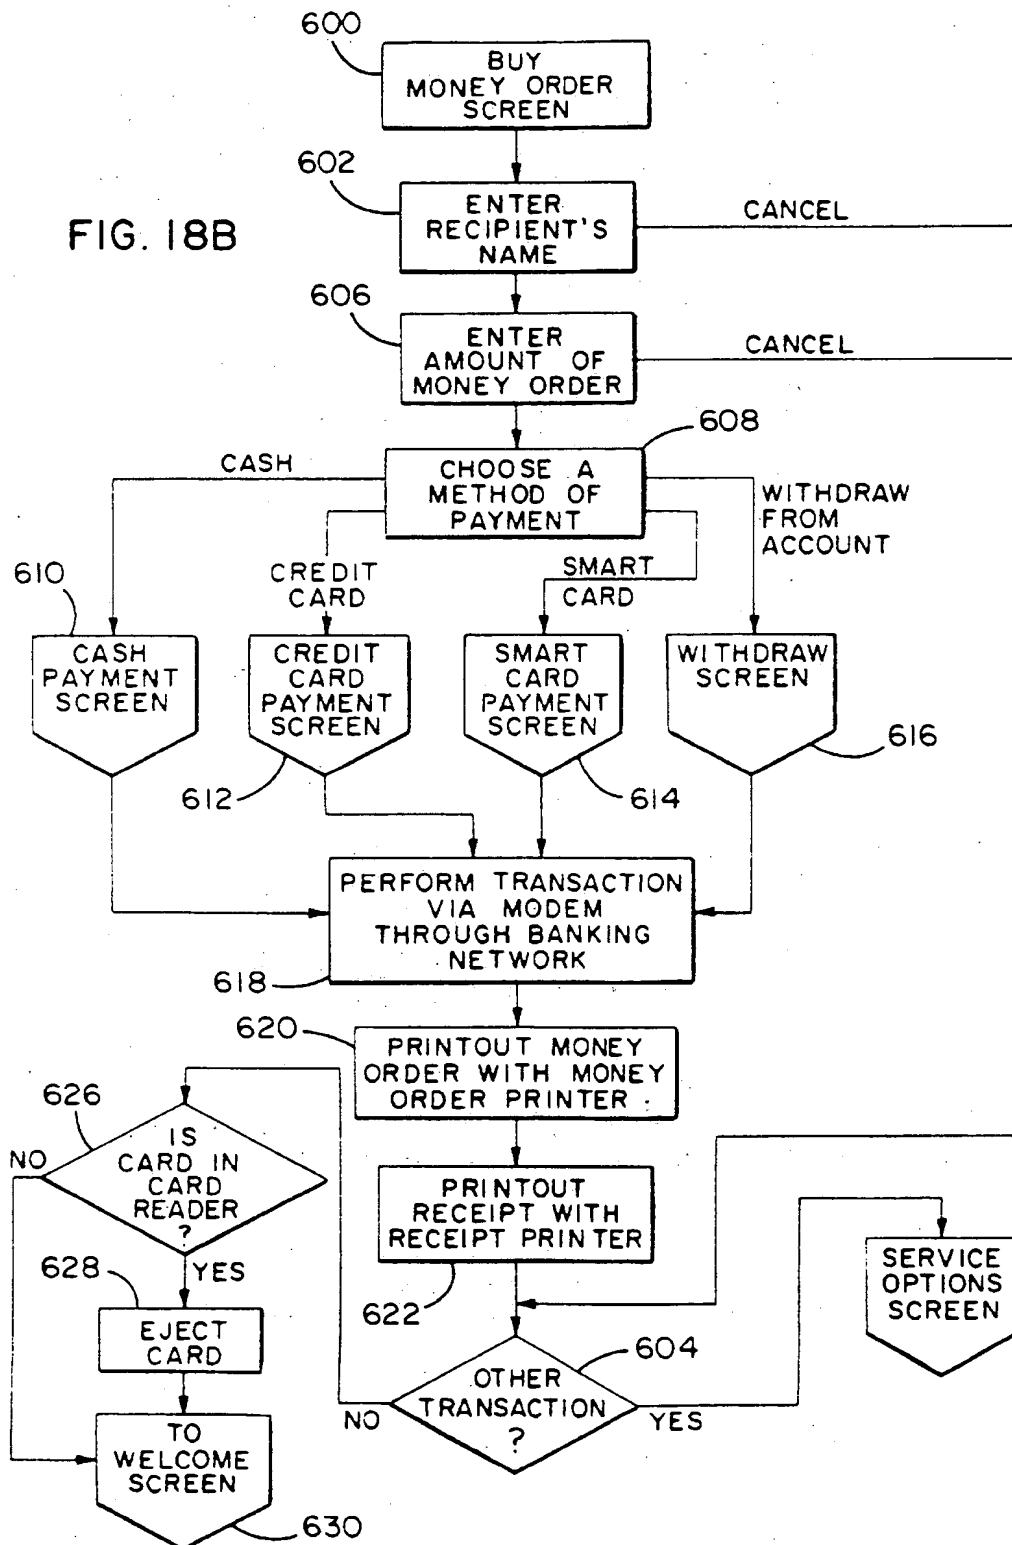 600
BUY
MONEY ORDER
SCREEN
602
FIG. 18B
ENTER
RECIPIENT'S
NAME
CANCEL
606
ENTER
AMOUNT OF
MONEY ORDER
CANCEL
608
CASH
CHOOSE A
METHOD OF
PAYMENT
WITHDRAW
FROM
ACCOUNT
CREDIT
CARD
SMART
CARD
610
CASH
PAYMENT
SCREEN
CREDIT
CARD
PAYMENT
SCREEN
SMART
CARD
PAYMENT
SCREEN
WITHDRAW
SCREEN
612
614
616
PERFORM TRANSACTION
VIA MODEM
THROUGH BANKING
NETWORK
618
620
PRINTOUT MONEY
ORDER WITH MONEY
ORDER PRINTER
626
NO
IS
CARD IN
CARD
READER
?
YES
PRINTOUT
RECEIPT WITH
RECEIPT PRINTER
622
SERVICE
OPTIONS
SCREEN
628
EJECT
CARD
604
OTHER
TRANSACTION
?
NO
YES
TO
WELCOME
SCREEN
630